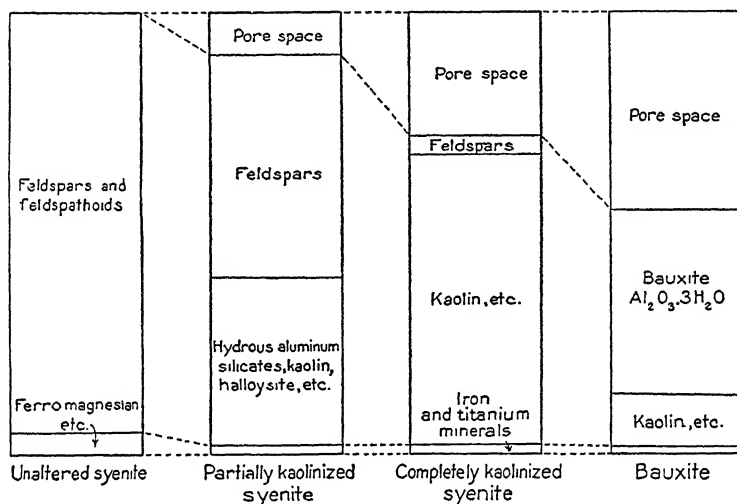 Feldspars and
feldspathoids
Ferromagnesian
etc.
Unaltered syenite
Pore space
Feldspars
Hydrous aluminum
silicates, kaolin,
halloysite, etc.
Partially kaolinized
syenite
Pore space
Feldspars
Kaolin, etc.
Iron
and titanium
minerals
Completely kaolinized
syenite
Pore space
Bauxite
Al₂O₃.3H₂O
Kaolin, etc.
Bauxite